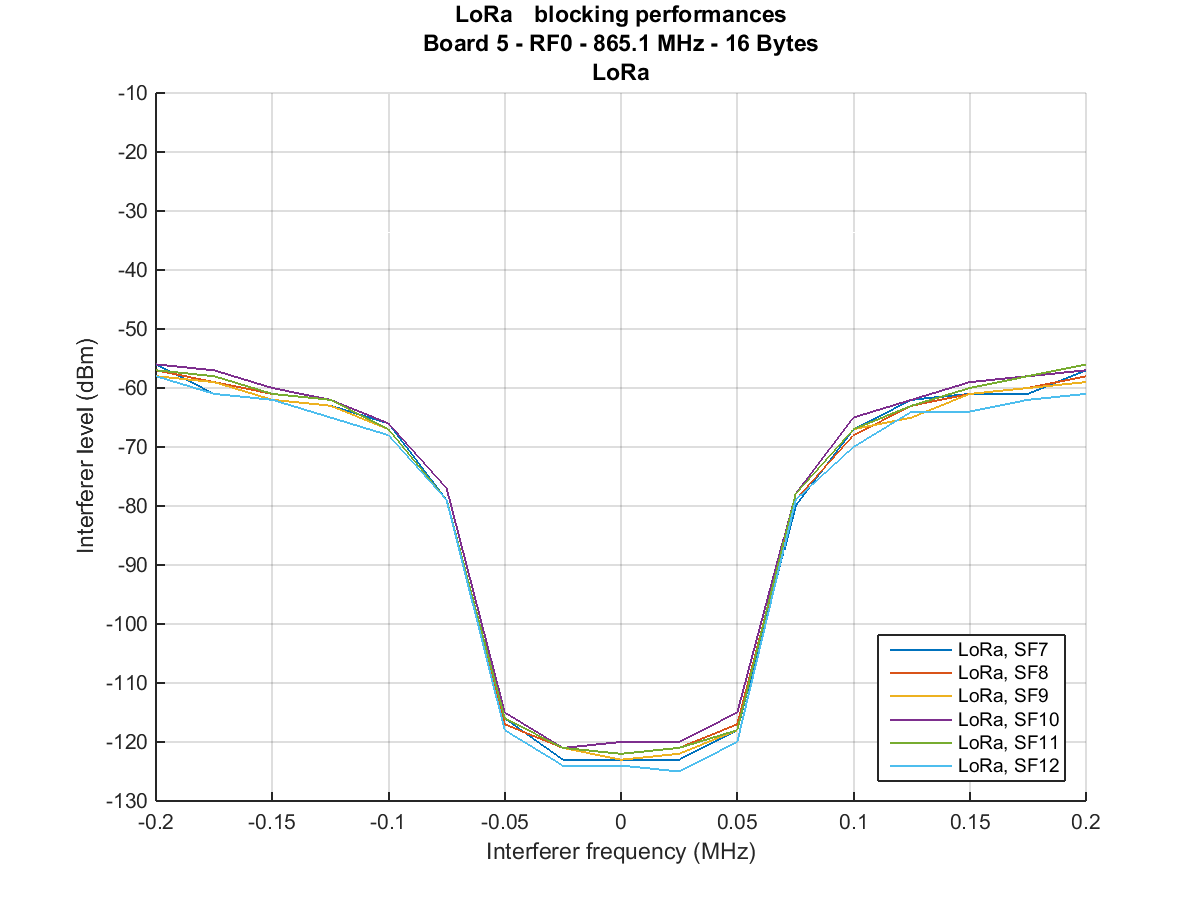 LoRa   blocking performances
Board 5 - RF0 - 865.1 MHz - 16 Bytes
LoRa
-10
-20
-30
-40
-50
-60
-70
-80
-90
-100
-110
-120
-130
Interferer level (dBm)
LoRa, SF7
LoRa, SF8
LoRa, SF9
LoRa, SF10
LoRa, SF11
LoRa, SF12
-0.2 -0.15 -0.1 -0.05 0 0.05 0.1 0.15 0.2
Interferer frequency (MHz)